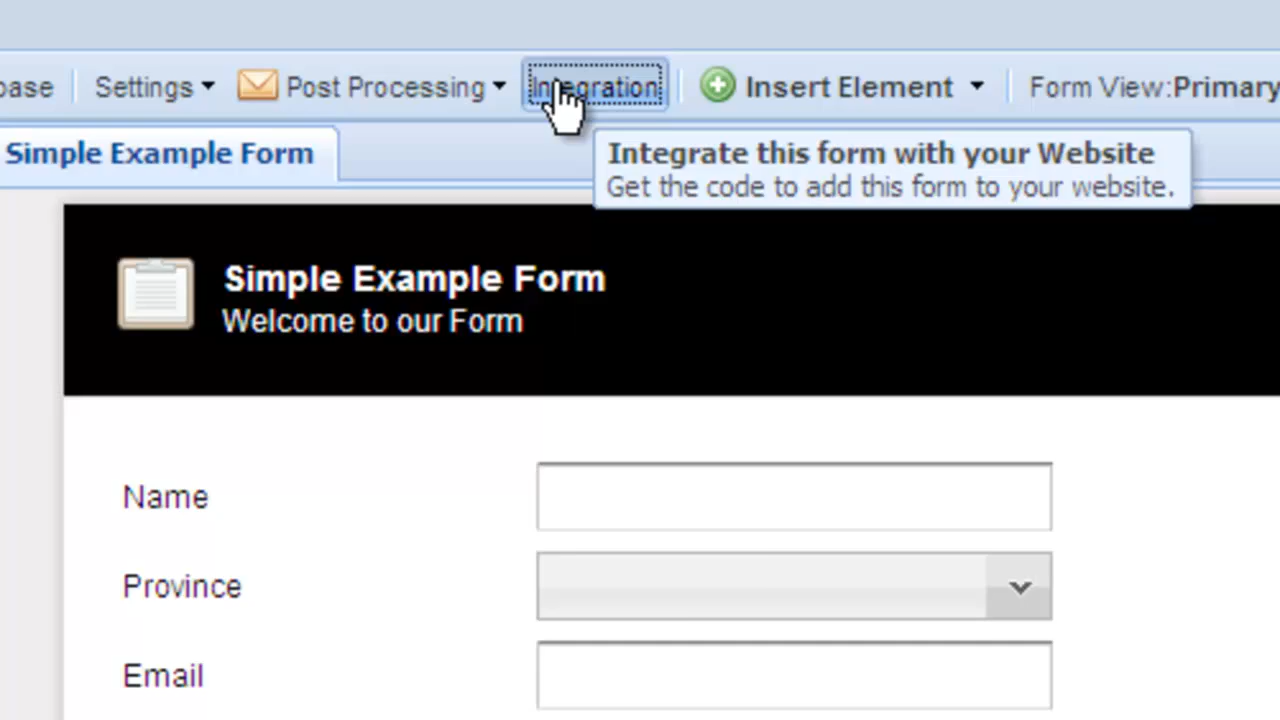 Settings Post Processing Integration Insert Element Form View:Primary
Simple Example Form
Integrate this form with your Website
Get the code to add this form to your website.
Simple Example Form
Welcome to our Form
Name
Province
Email